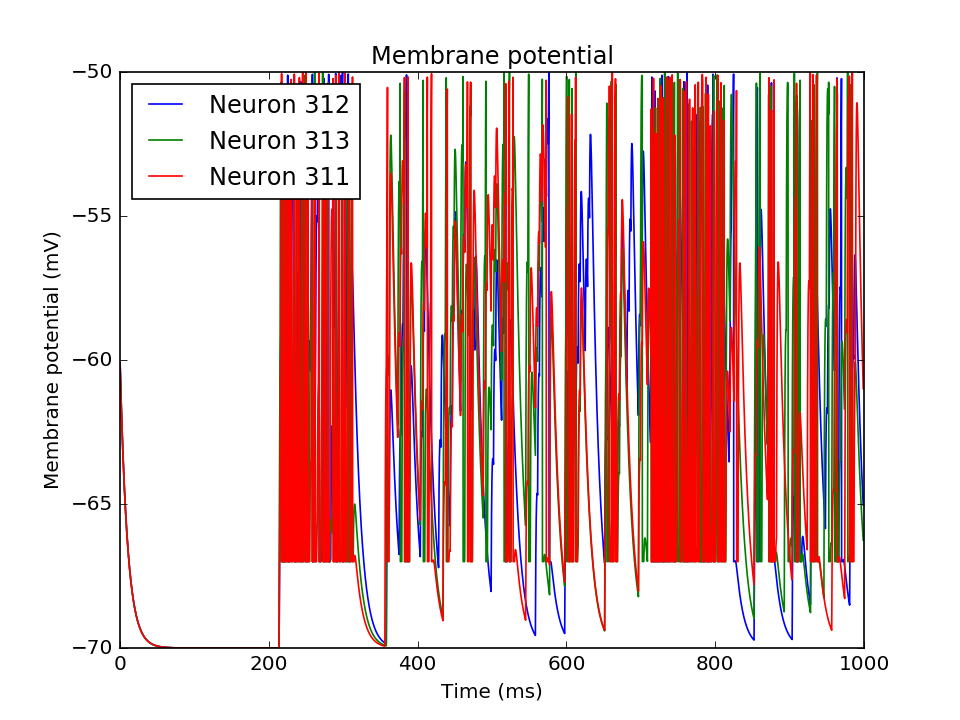 Membrane potential
Neuron 312
Neuron 313
Neuron 311
Membrane potential (mV)
−50
−55
−60
−65
−70
0 200 400 600 800 1000
Time (ms)